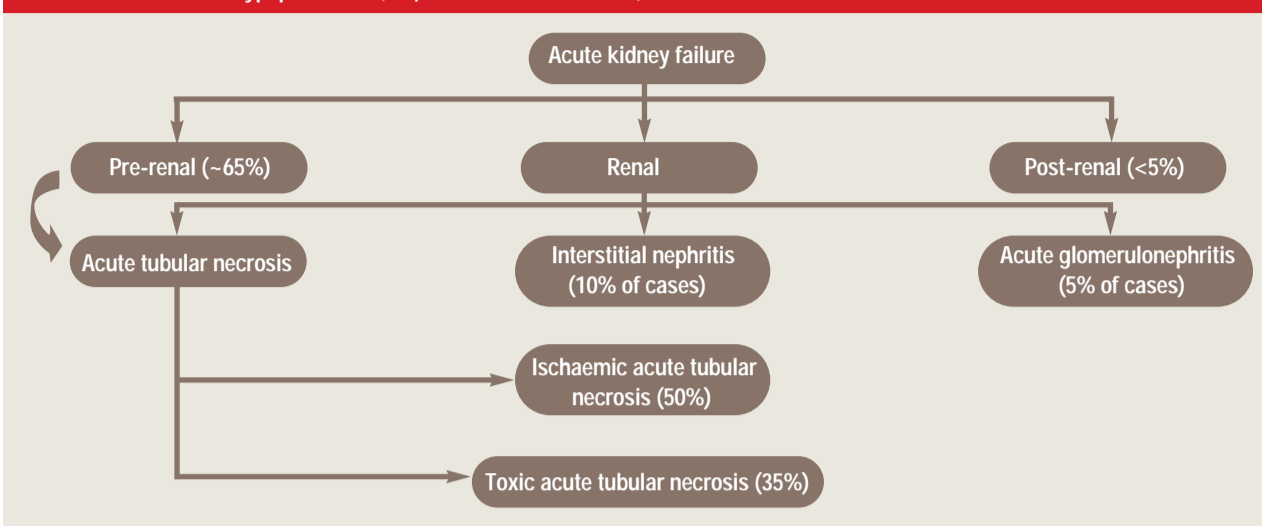 Acute kidney failure
Pre-renal (~65%)
Renal
Post-renal (<5%)
Acute tubular necrosis
Interstitial nephritis
(10% of cases)
Acute glomerulonephritis
(5% of cases)
Ischaemic acute tubular
necrosis (50%)
Toxic acute tubular necrosis (35%)